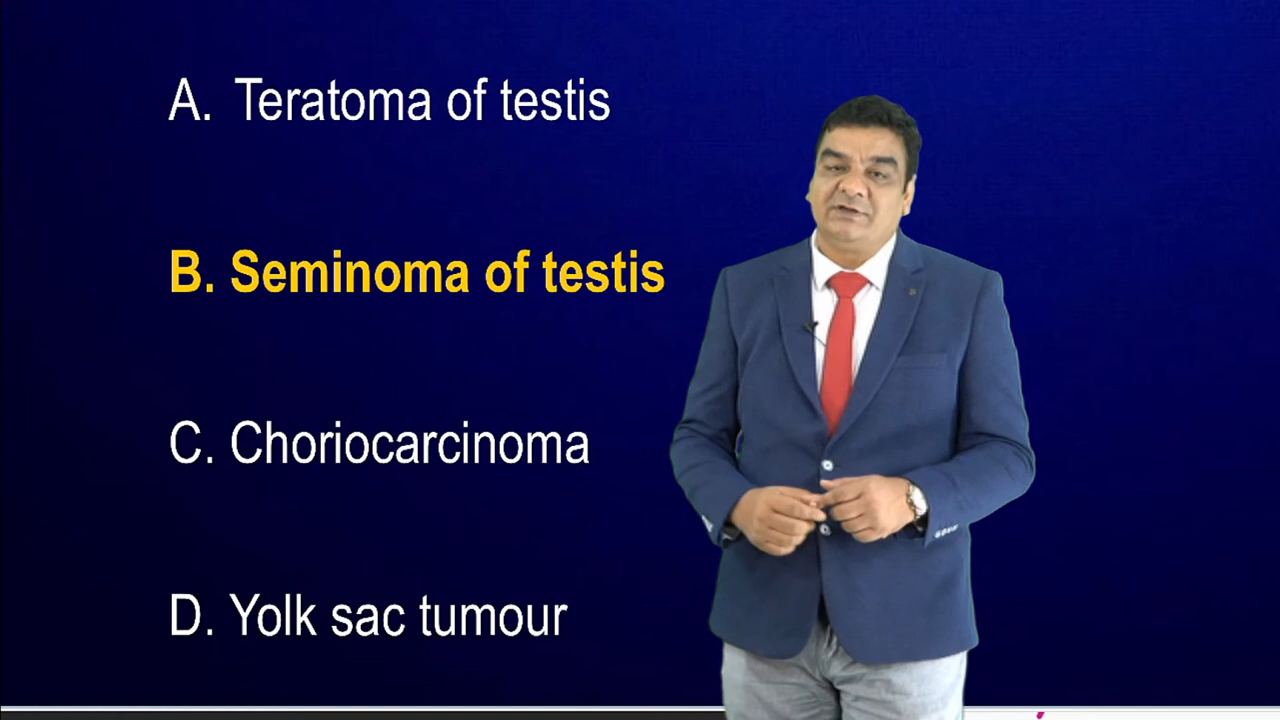 A. Teratoma of testis
B. Seminoma of testis
C. Choriocarcinoma
D. Yolk sac tumour